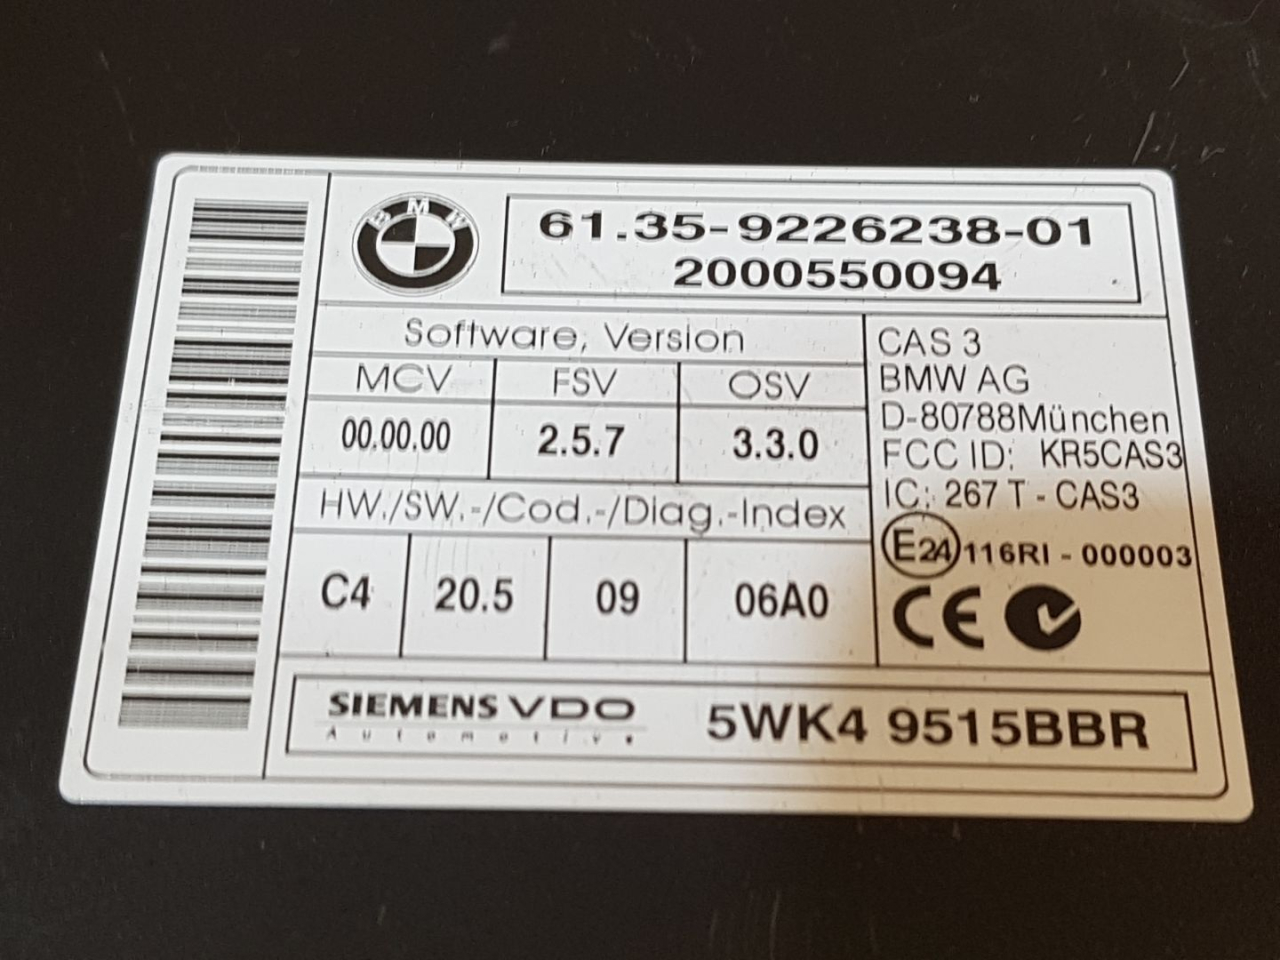 BMW
61.35-9226238-01
2000550094
Software, Version
MCV FSV OSV
00.00.00 2.5.7 3.3.0
HW./SW.-/Cod.-/Diag.-Index
C4 20.5 09 06A0
CAS 3
BMW AG
D-80788München
FCC ID: KR5CAS3
IC: 267 T - CAS3
E24 116RI - 000003
CE
SIEMENS VDO
Automotive
5WK4 9515BBR